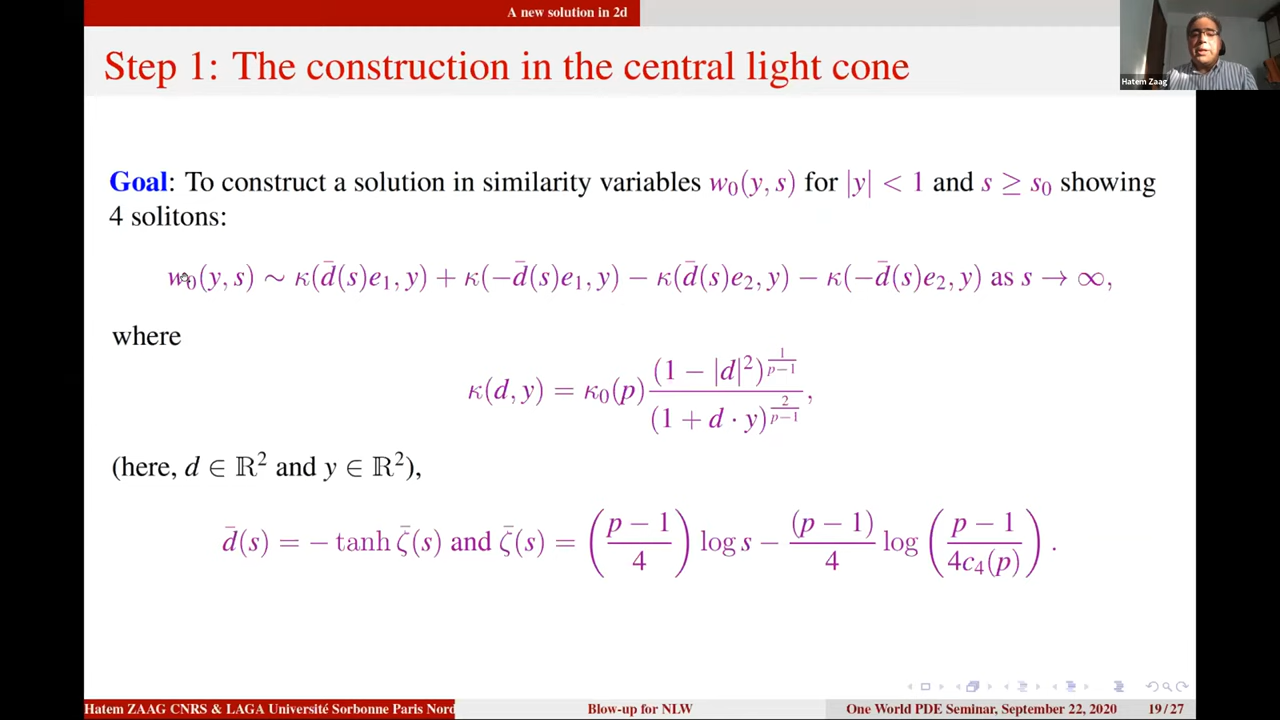 A new solution in 2d
Step 1: The construction in the central light cone
Hatem Zaag
Goal: To construct a solution in similarity variables w₀(y, s) for |y| < 1 and s ≥ s₀ showing
4 solitons:
w₀(y, s) ∼ κ(d̄(s)e₁, y) + κ(−d̄(s)e₁, y) − κ(d̄(s)e₂, y) − κ(−d̄(s)e₂, y) as s → ∞,
where
κ(d, y) = κ₀(p) (1 − |d|²)^{1/(p−1)} / (1 + d · y)^{2/(p−1)},
(here, d ∈ ℝ² and y ∈ ℝ²),
d̄(s) = − tanh ζ̄(s) and ζ̄(s) = ((p − 1)/4) log s − (p − 1)/4 log ((p − 1)/(4c₄(p))).
Hatem ZAAG CNRS & LAGA Université Sorbonne Paris Nord
Blow-up for NLW
One World PDE Seminar, September 22, 2020
19 / 27